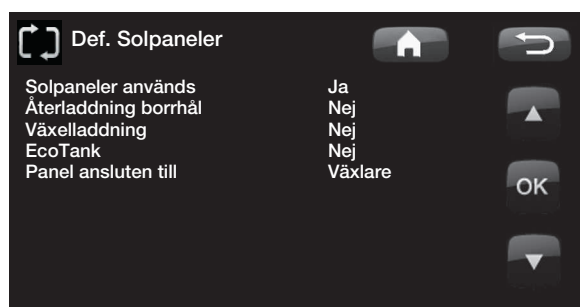 Def. Solpaneler
Solpaneler används Ja
Återladdning borrhål Nej
Växelladdning Nej
EcoTank Nej
Panel ansluten till Växlare
OK